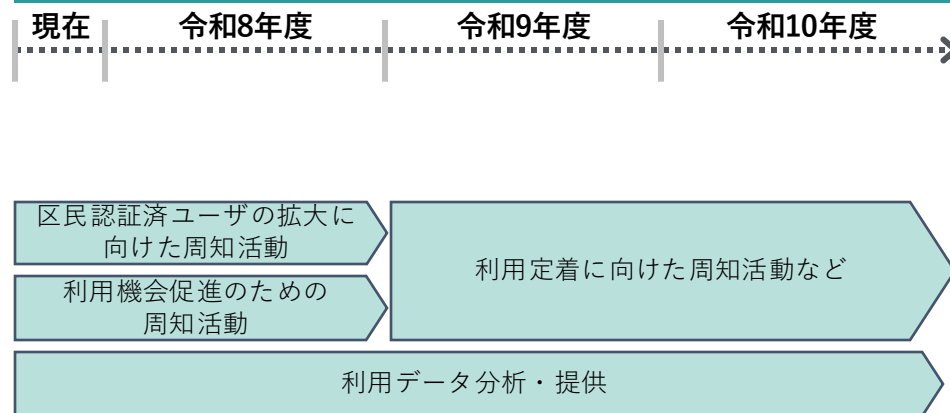 現在 令和8年度 令和9年度 令和10年度
区民認証済ユーザの拡大に
向けた周知活動
利用機会促進のための
周知活動
利用定着に向けた周知活動など
利用データ分析・提供